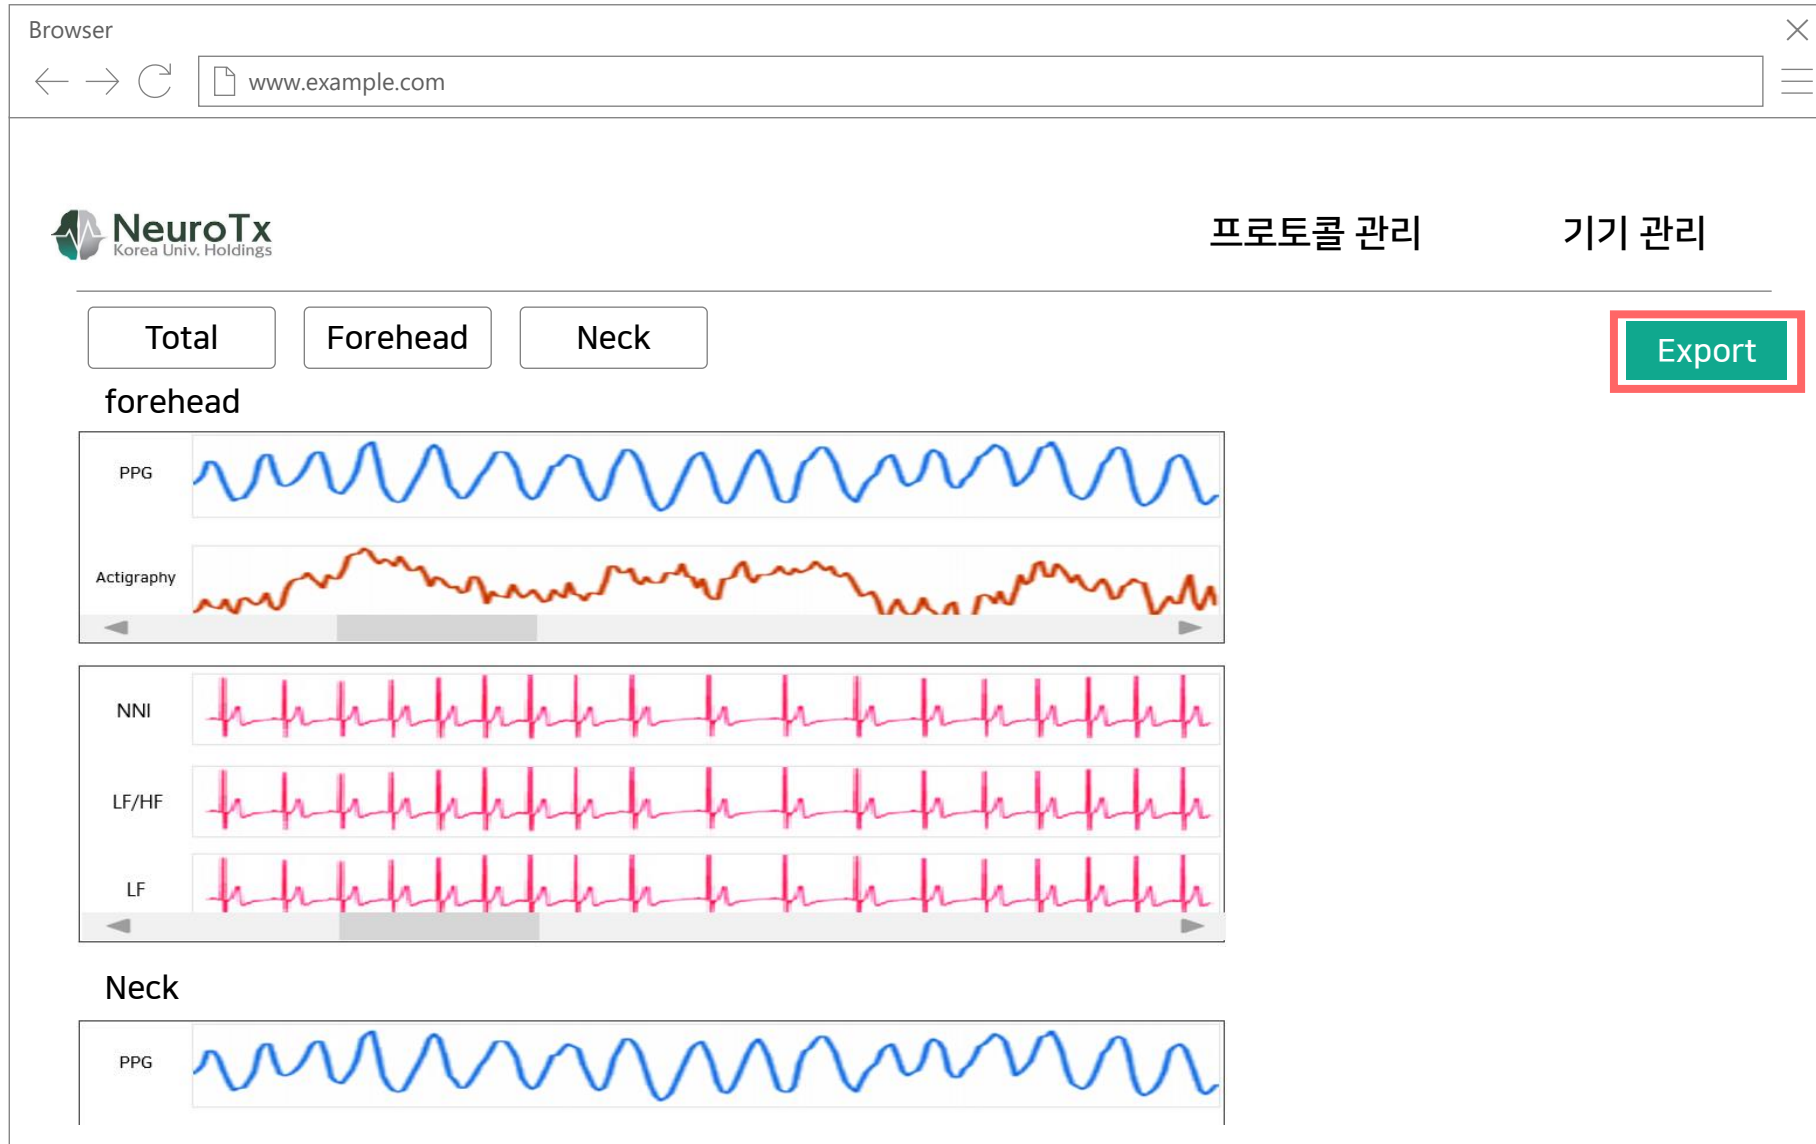 Browser
www.example.com
NeuroTx
Korea Univ. Holdings
프로토콜 관리
기기 관리
Total
Forehead
Neck
Export
forehead
PPG
Actigraphy
NNI
LF/HF
LF
Neck
PPG